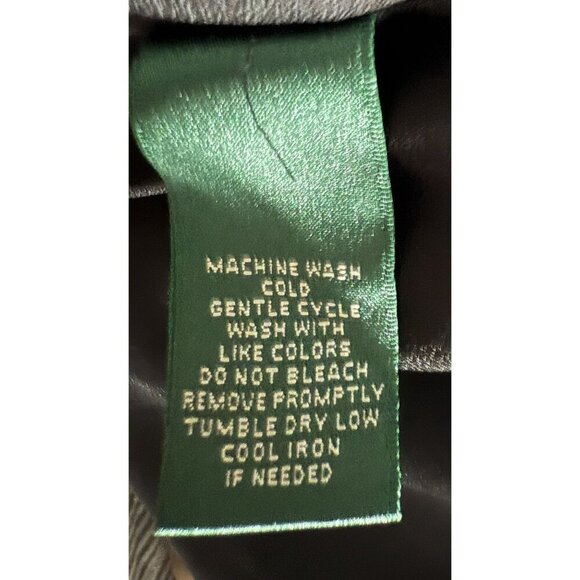 MACHINE WASH
COLD
GENTLE CYCLE
WASH WITH
LIKE COLORS
DO NOT BLEACH
REMOVE PROMPTLY
TUMBLE DRY LOW
COOL IRON
IF NEEDED